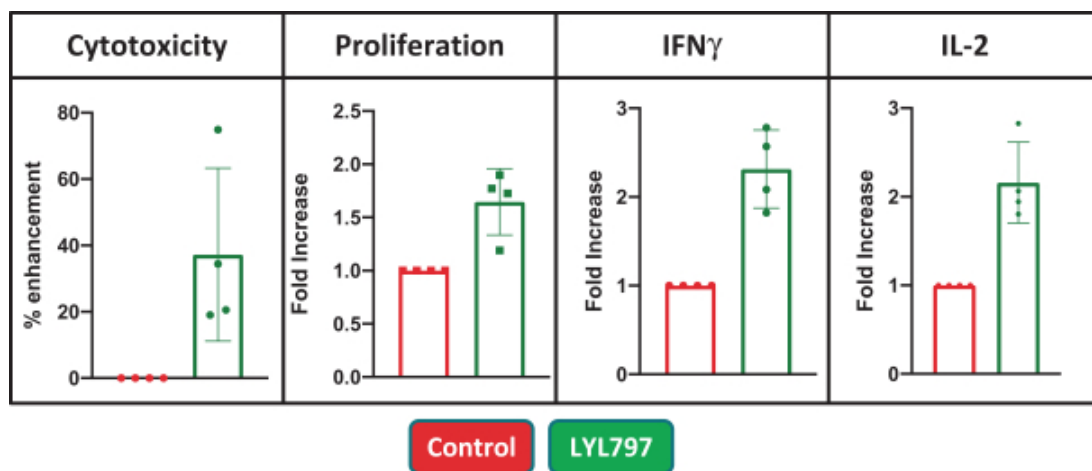 Cytotoxicity
Proliferation
IFNγ
IL-2
% enhancement
80
60
40
20
0
Fold Increase
2.5
2.0
1.5
1.0
0.5
0.0
Fold Increase
3
2
1
0
Fold Increase
3
2
1
0
Control
LYL797